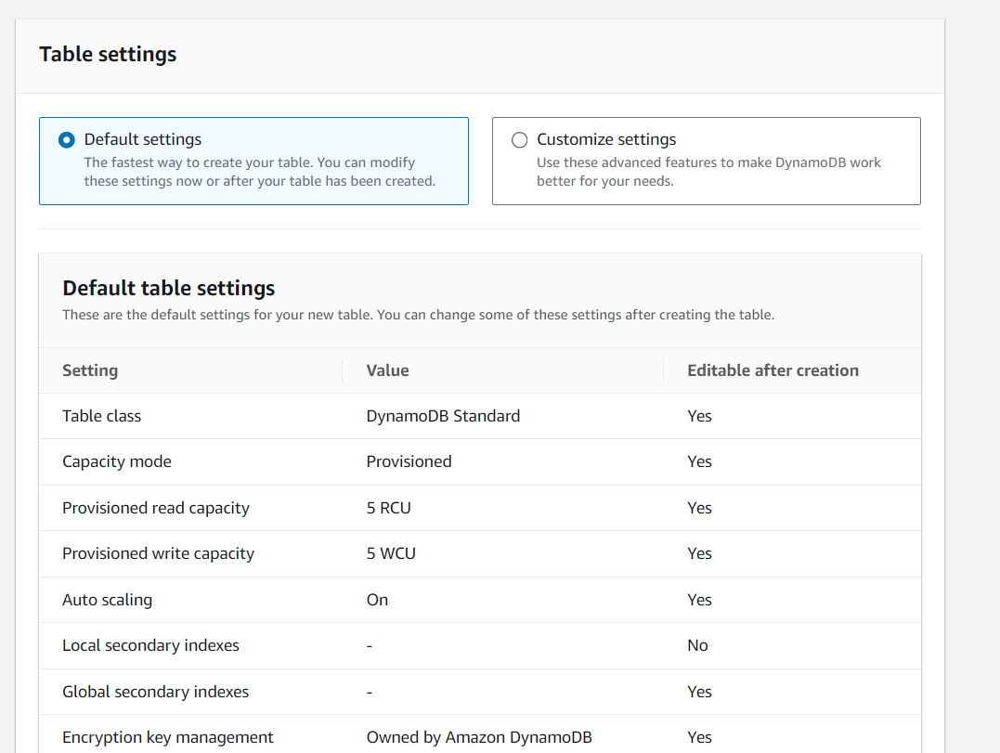 Table settings
Default settings
The fastest way to create your table. You can modify
these settings now or after your table has been created.
Customize settings
Use these advanced features to make DynamoDB work
better for your needs.
Default table settings
These are the default settings for your new table. You can change some of these settings after creating the table.
Setting Value Editable after creation
Table class DynamoDB Standard Yes
Capacity mode Provisioned Yes
Provisioned read capacity 5 RCU Yes
Provisioned write capacity 5 WCU Yes
Auto scaling On Yes
Local secondary indexes - No
Global secondary indexes - Yes
Encryption key management Owned by Amazon DynamoDB Yes